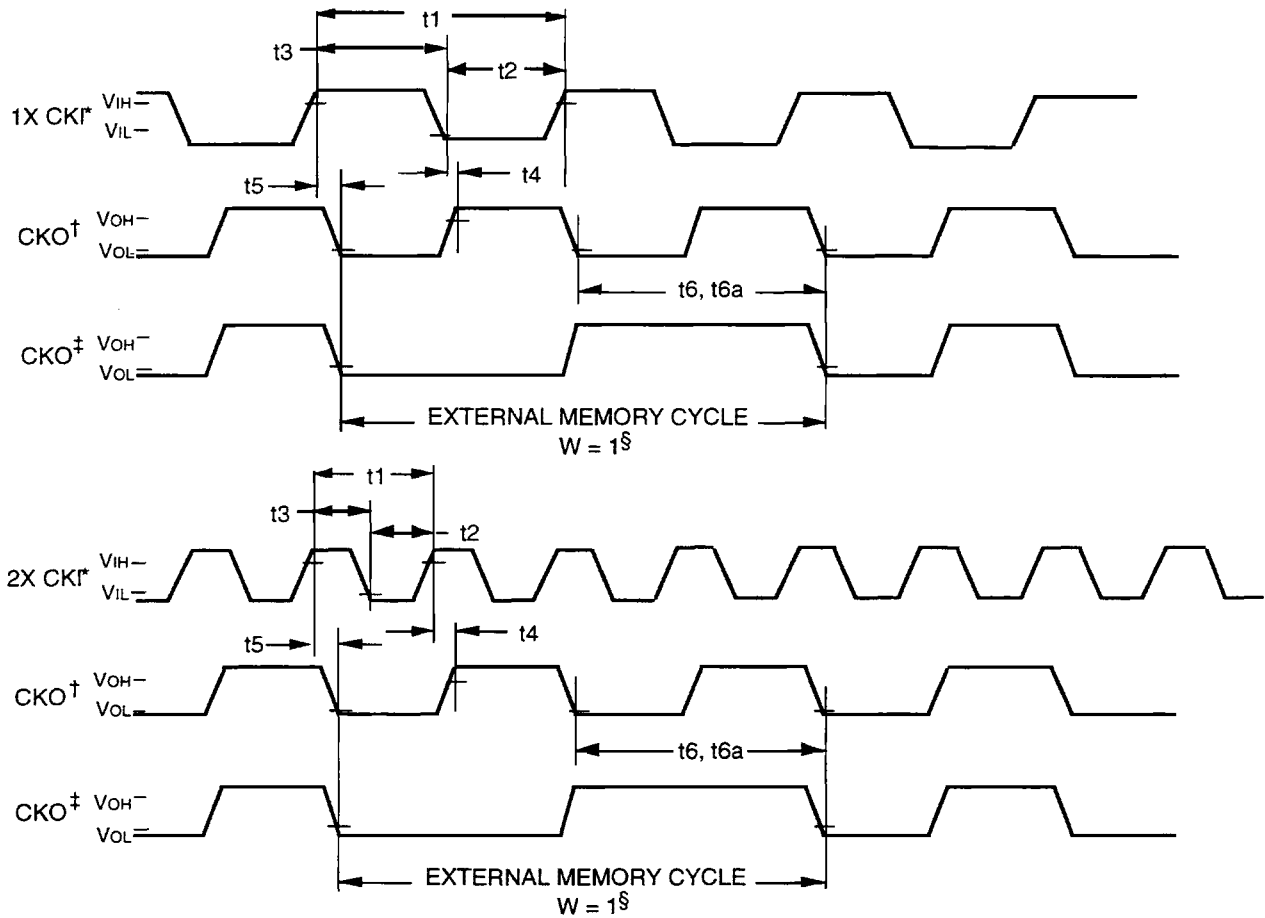 t1
t3
t2
1X CKI*
VIH
VIL
t5
t4
CKO†
VOH
VOL
t6, t6a
CKO‡
VOH
VOL
EXTERNAL MEMORY CYCLE
W = 1§
t1
t3
t2
2X CKI*
VIH
VIL
t5
t4
CKO†
VOH
VOL
t6, t6a
CKO‡
VOH
VOL
EXTERNAL MEMORY CYCLE
W = 1§